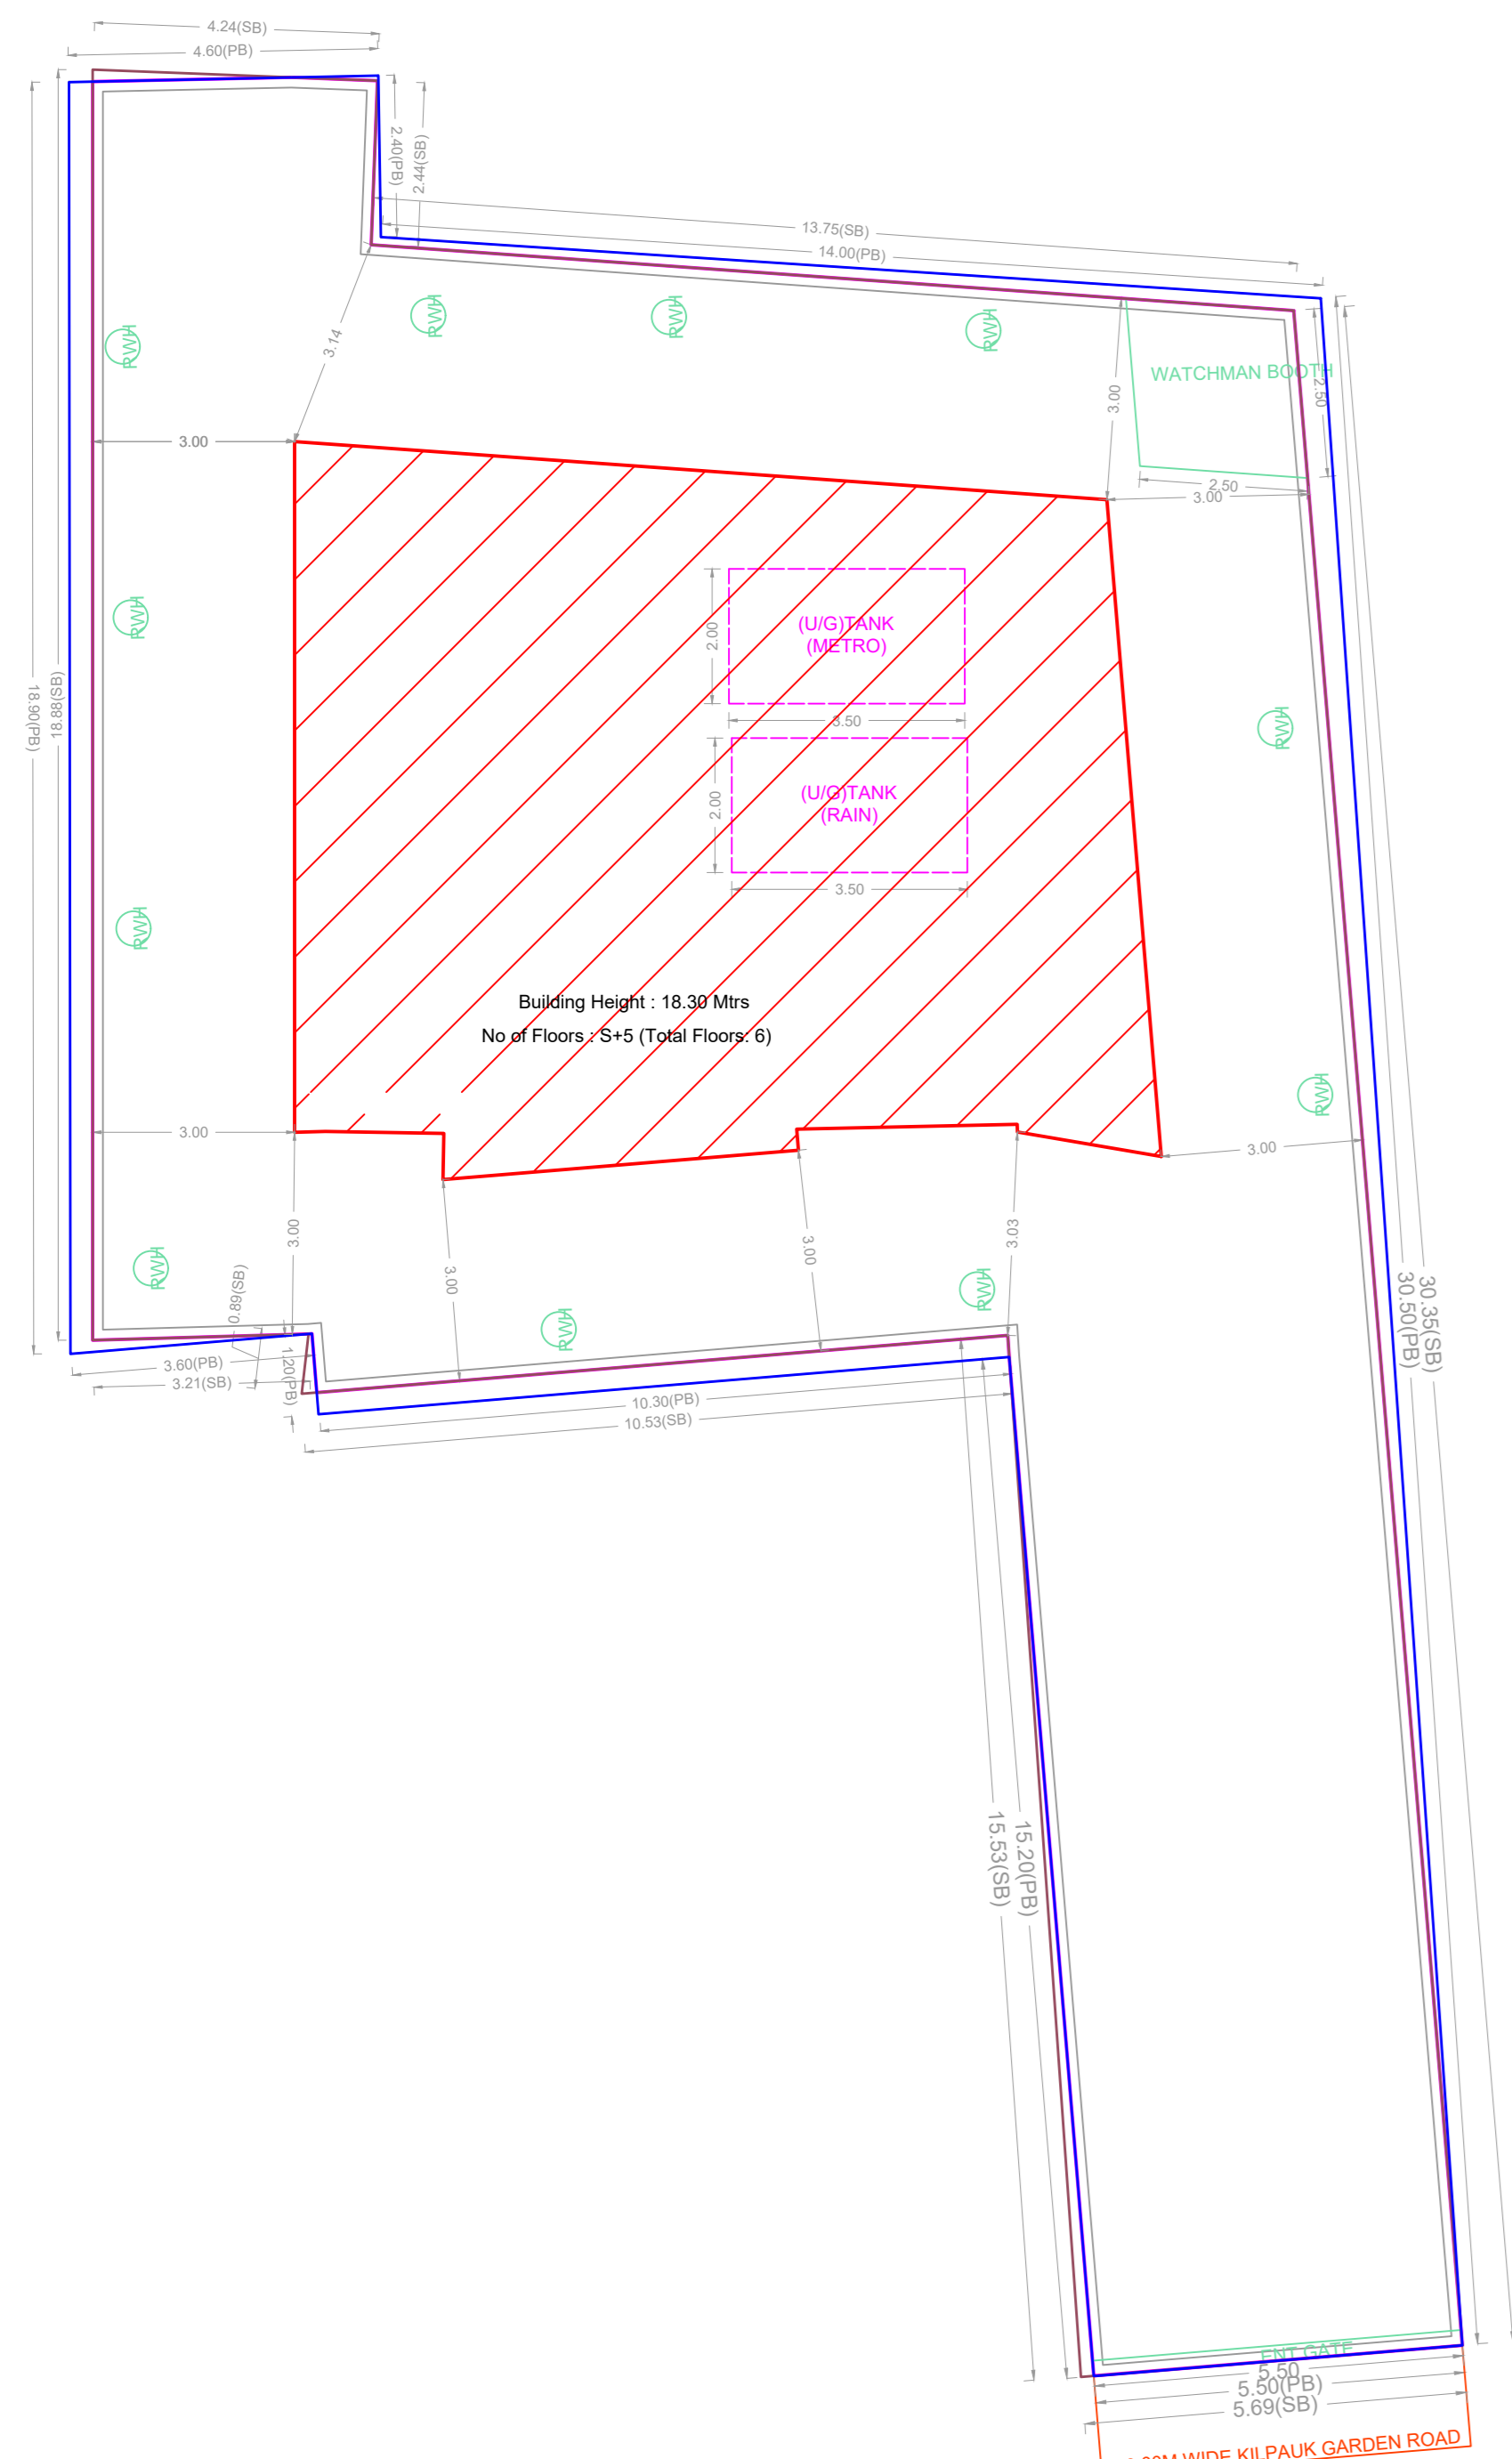 4.24(SB)
4.60(PB)
2.40(PB)
2.44(SB)
13.75(SB)
14.00(PB)
RWH
RWH
RWH
RWH
3.14
WATCHMAN BOOTH
2.50
3.00
3.00
2.50
3.00
(U/G)TANK
(METRO)
2.00
3.50
RWH
18.90(PB)
18.88(SB)
RWH
(U/G)TANK
(RAIN)
2.00
3.50
RWH
Building Height : 18.30 Mtrs
No of Floors : S+5 (Total Floors: 6)
RWH
3.00
3.00
3.00
3.00
3.00
3.03
RWH
RWH
RWH
0.89(SB)
1.20(PB)
3.60(PB)
3.21(SB)
10.30(PB)
10.53(SB)
30.50(PB)
30.35(SB)
15.53(SB)
15.20(PB)
ENT GATE
5.50
5.50(PB)
5.69(SB)
WIDE KILPAUK GARDEN ROAD